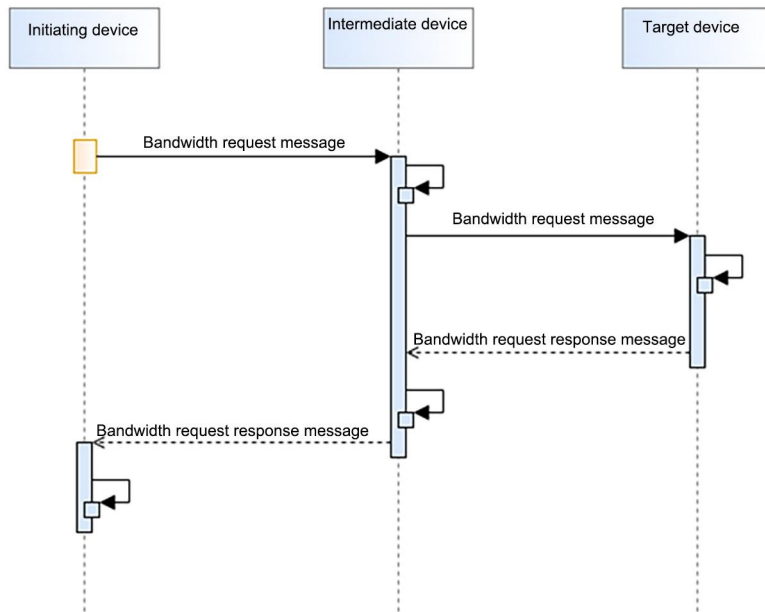 Initiating device
Intermediate device
Target device
Bandwidth request message
Bandwidth request message
Bandwidth request response message
Bandwidth request response message